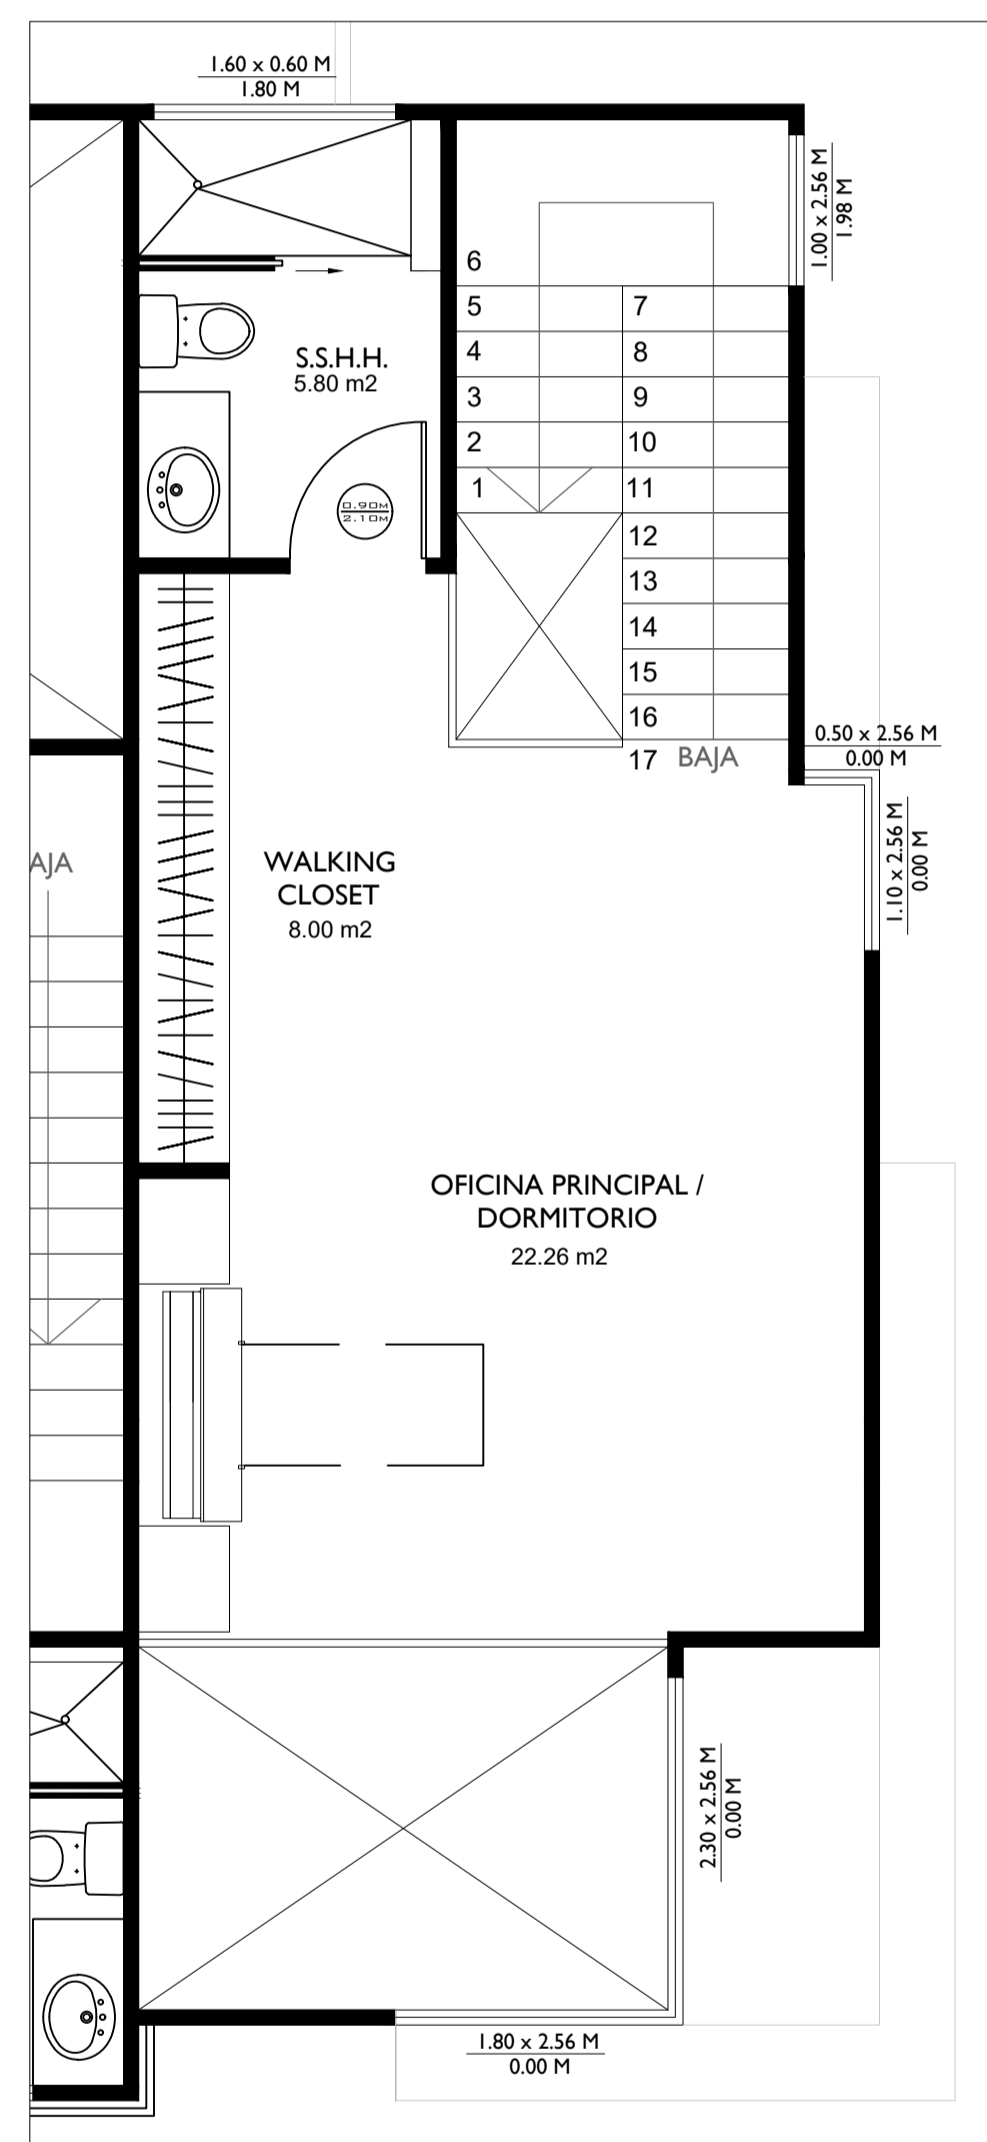 1.60 x 0.60 M
1.80 M
1.00 x 2.56 M
1.98 M
6
5
7
4
8
S.S.H.H.
5.80 m2
3
9
2
10
1
11
0.90M
2.10M
12
13
14
15
16
17
BAJA
0.50 x 2.56 M
0.00 M
1.10 x 2.56 M
0.00 M
AJA
WALKING
CLOSET
8.00 m2
OFICINA PRINCIPAL /
DORMITORIO
22.26 m2
2.30 x 2.56 M
0.00 M
1.80 x 2.56 M
0.00 M